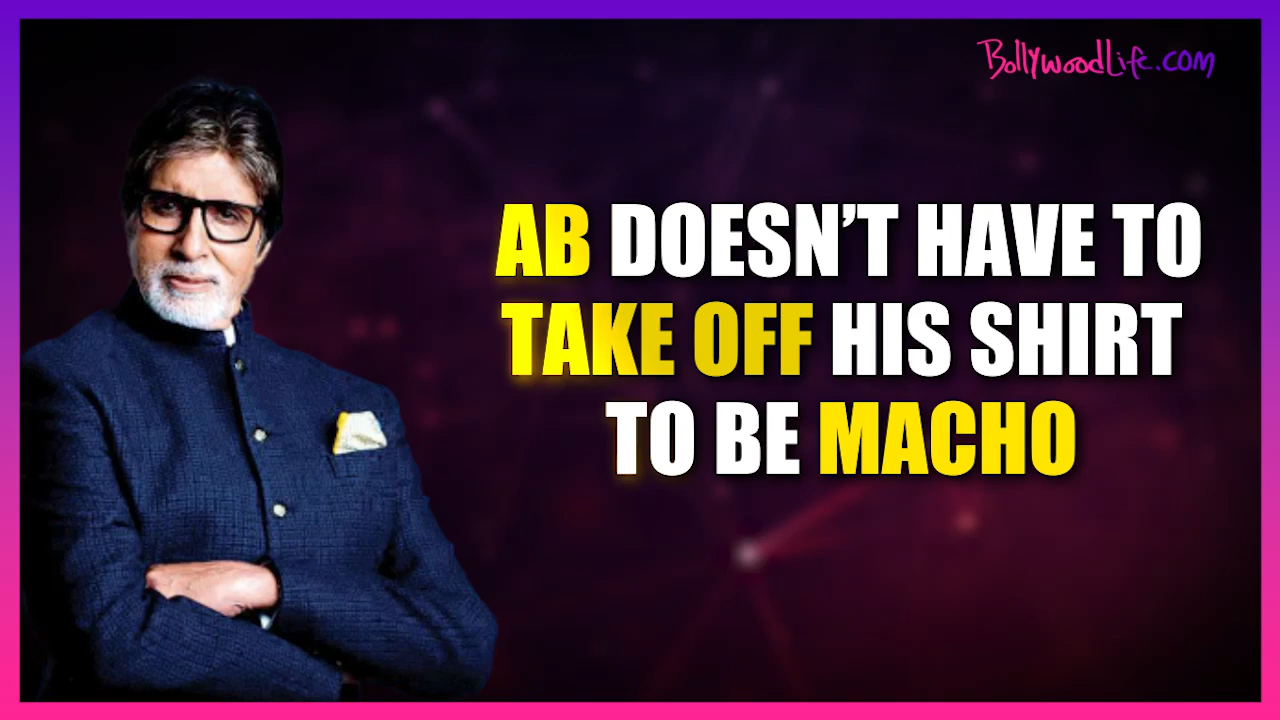 BollywoodLife.com
AB DOESN'T HAVE TO
TAKE OFF HIS SHIRT
TO BE MACHO